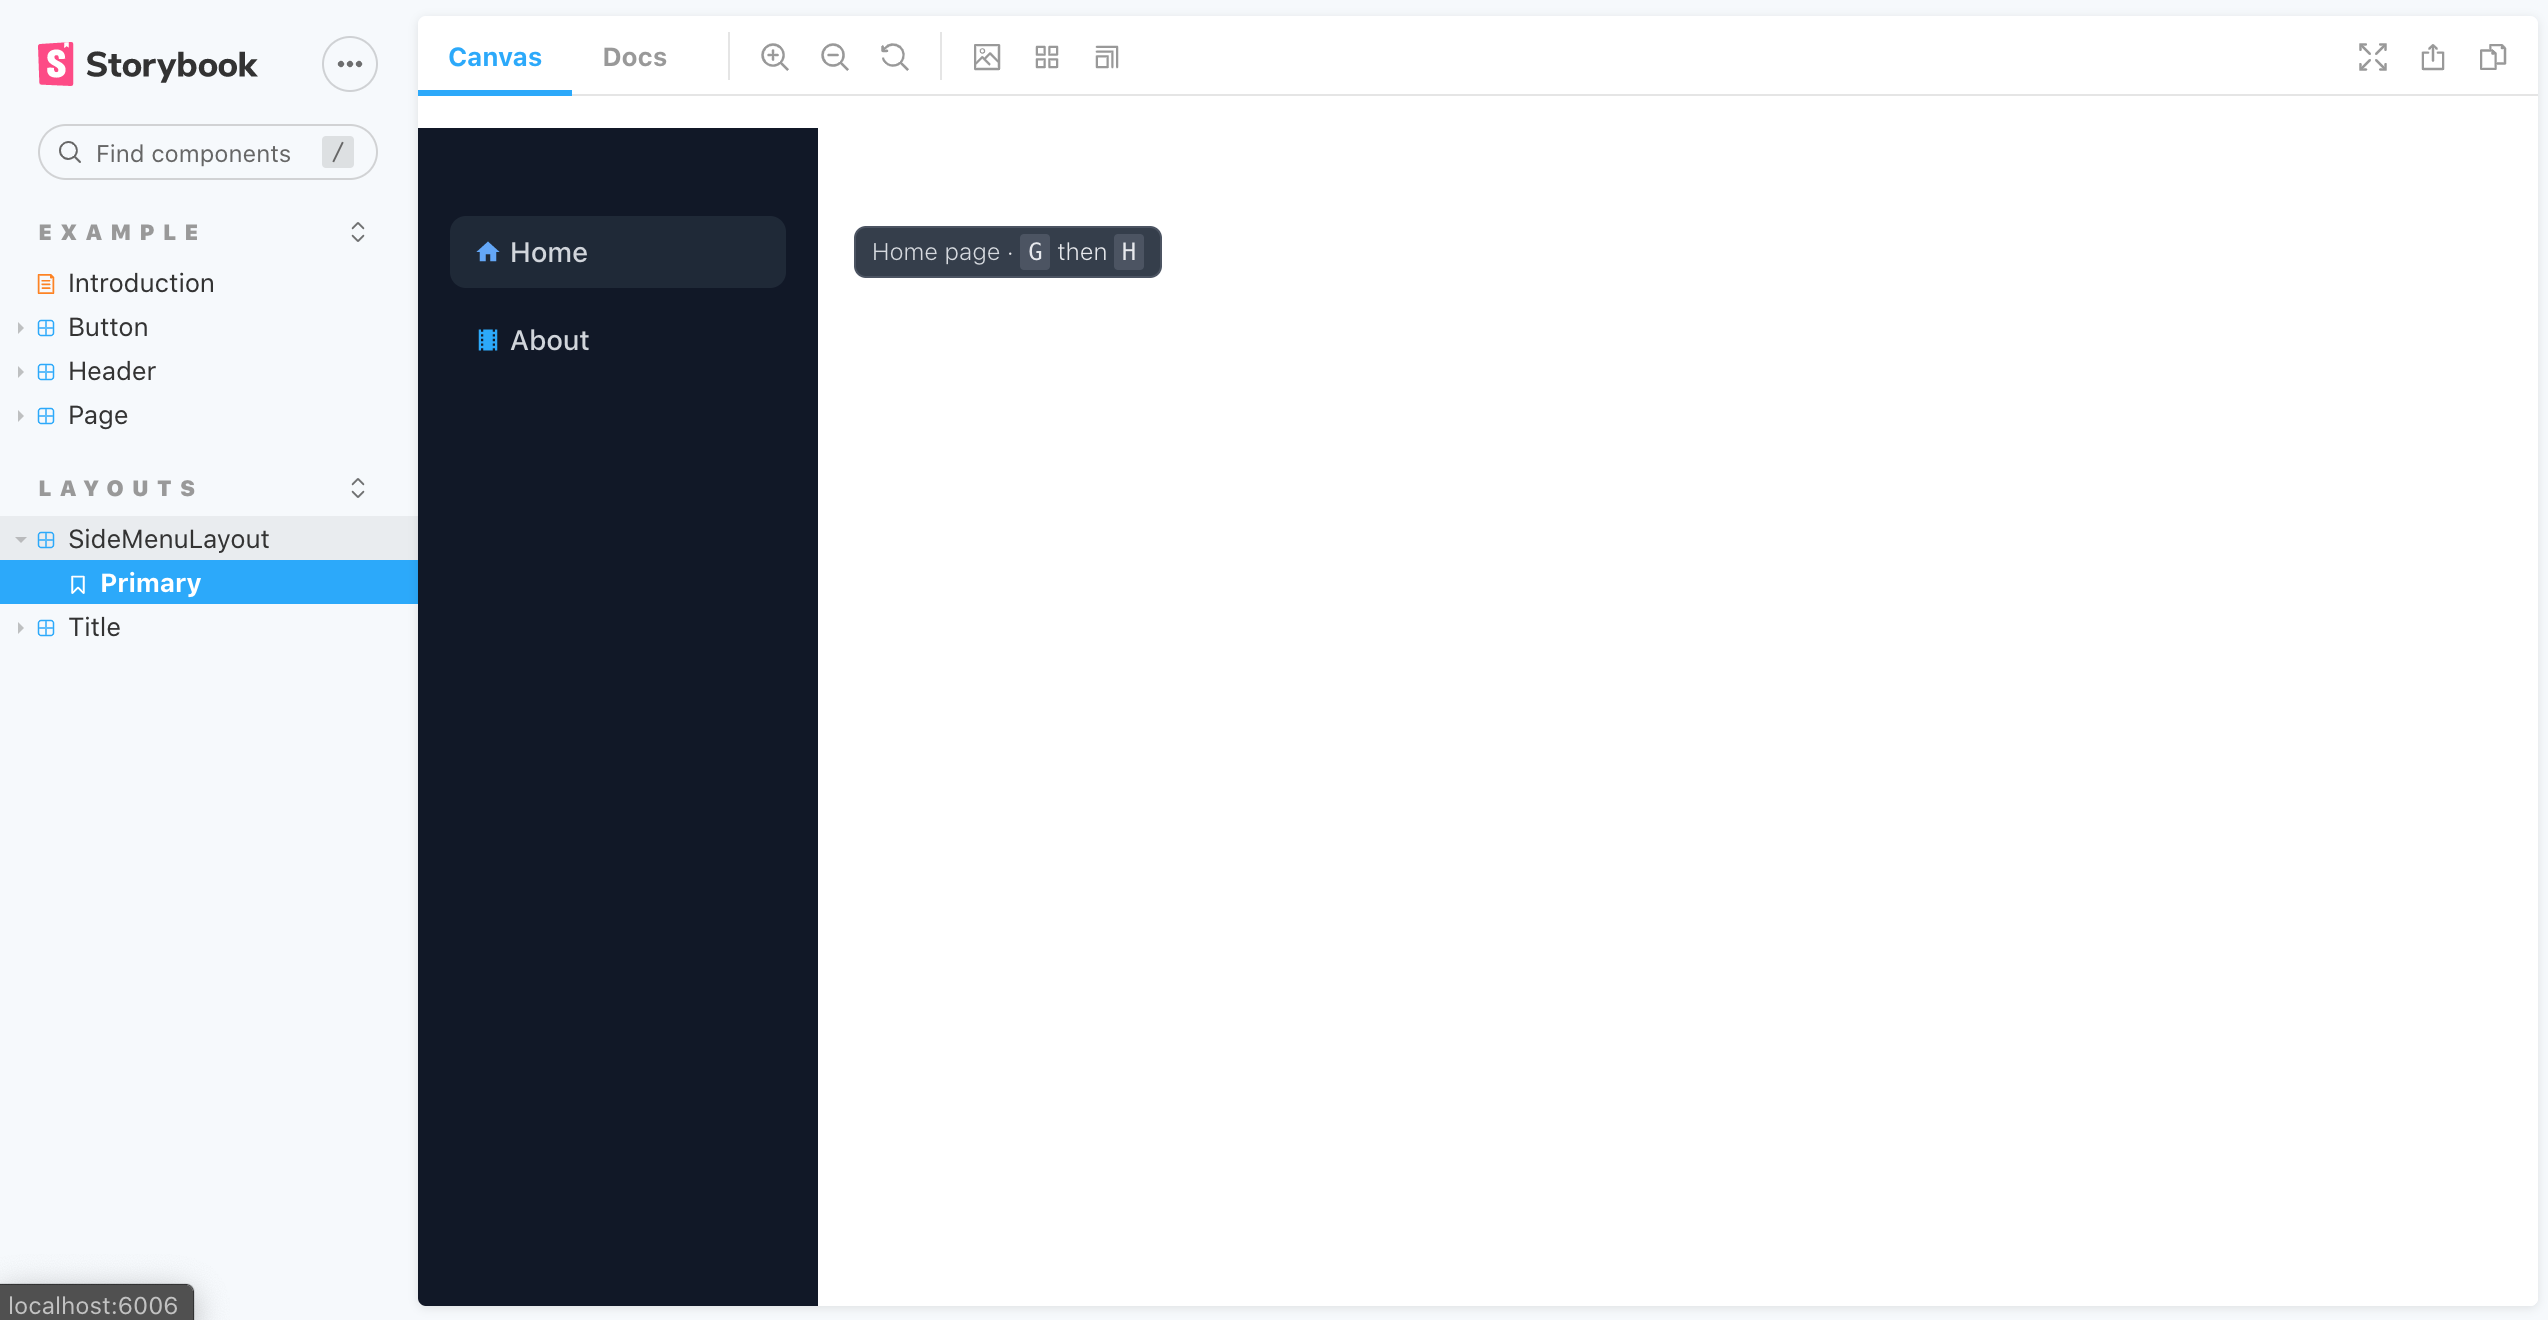 Storybook
Find components /
EXAMPLE
Introduction
Button
Header
Page
LAYOUTS
SideMenuLayout
Primary
Title
localhost:6006
Canvas Docs
Home
About
Home page · G then H